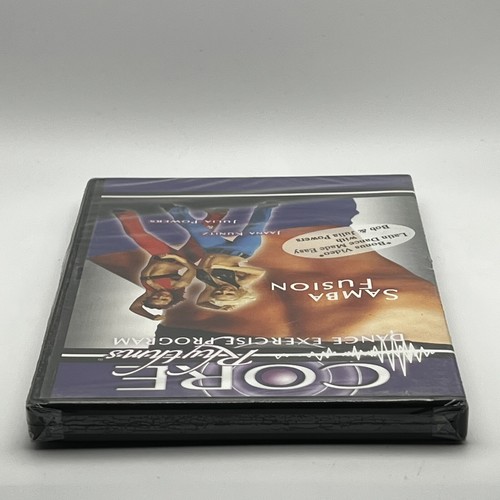 CORE
Rhythms
DANCE EXERCISE PROGRAM
SAMBA
FUSION
*Bonus Video*
Latin Dance Made Easy
with
Bob & Julia Powers
JAANA KUNITZ
JULIA POWERS